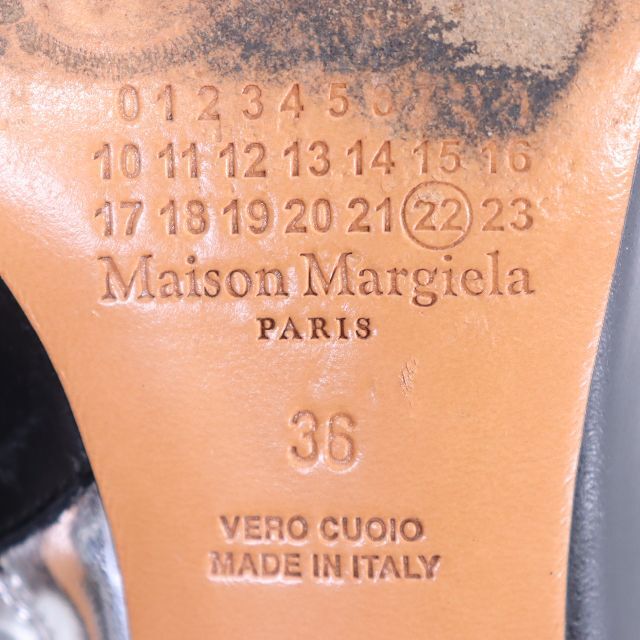 0 1 2 3 4 5 6
10 11 12 13 14 15 16
17 18 19 20 21 22 23
Maison Margiela
PARIS
36
VERO CUOIO
MADE IN ITALY